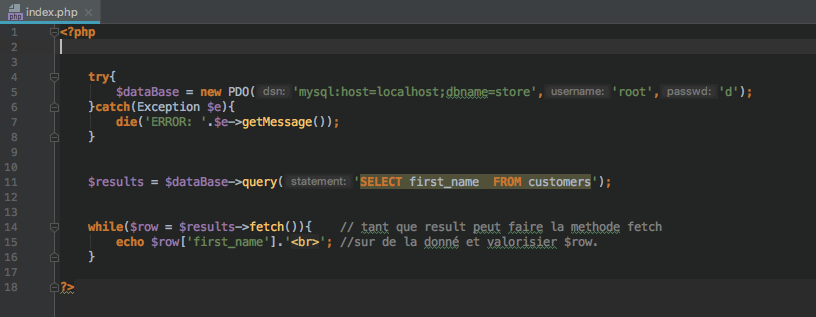 index.php
php
1 <?php
2
3
4 try{
5 $dataBase = new PDO( dsn: 'mysql:host=localhost;dbname=store', username: 'root', passwd: 'd');
6 }catch(Exception $e){
7 die('ERROR: '.$e->getMessage());
8 }
9
10
11 $results = $dataBase->query( statement: 'SELECT first_name  FROM customers');
12
13
14 while($row = $results->fetch()){    // tant que result peut faire la methode fetch
15 echo $row['first_name'].'<br>'; //sur de la donné et valorisier $row.
16 }
17
18 ?>